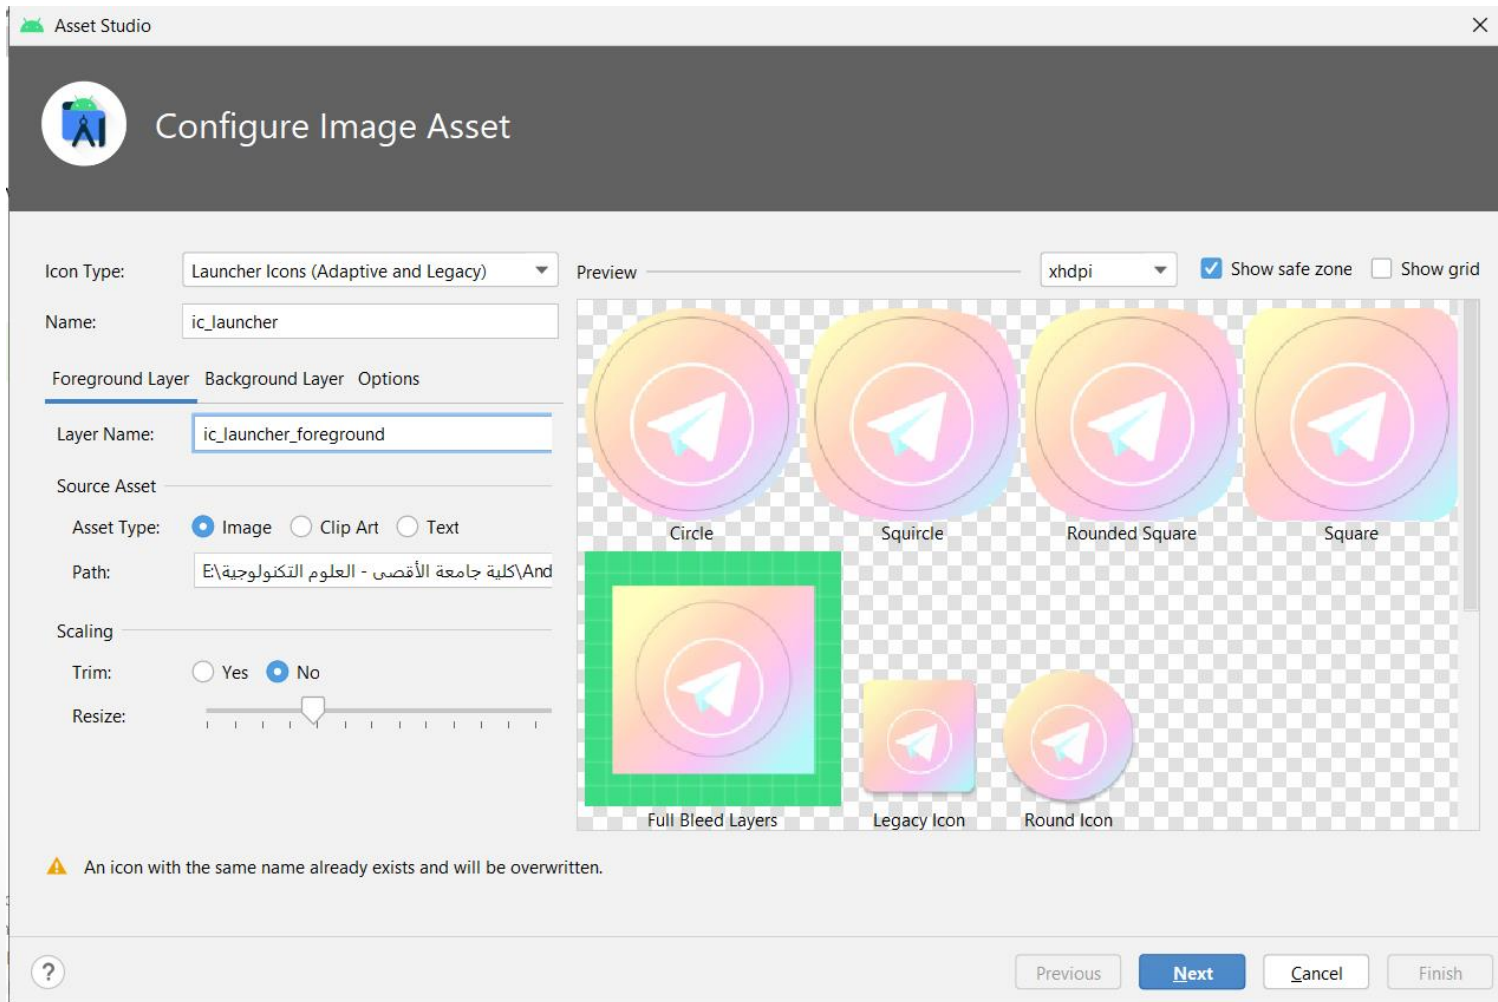 Asset Studio
Configure Image Asset
Icon Type: Launcher Icons (Adaptive and Legacy)
Name: ic_launcher
Foreground Layer Background Layer Options
Layer Name: ic_launcher_foreground
Source Asset
Asset Type: Image Clip Art Text
Path: E:\كلية جامعة الأقصى - العلوم التكنولوجية\And
Scaling
Trim: Yes No
Resize:
Preview xhdpi Show safe zone Show grid
Circle Squircle Rounded Square Square
Full Bleed Layers Legacy Icon Round Icon
An icon with the same name already exists and will be overwritten.
? Previous Next Cancel Finish